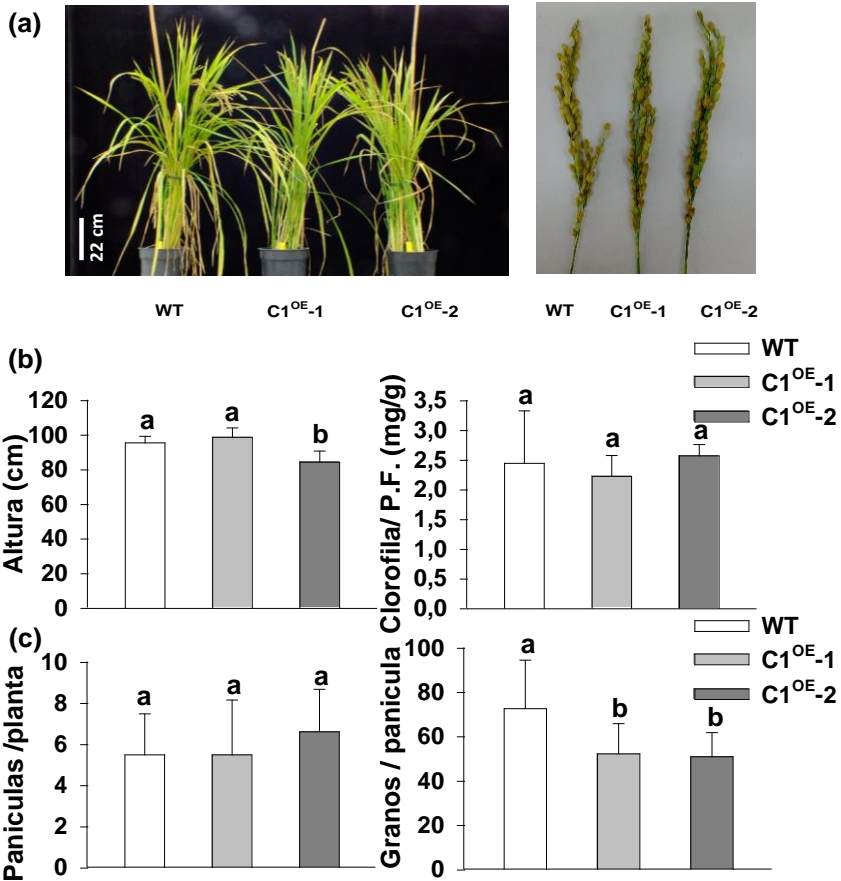 (a)
22 cm
WT C1ᴼᴱ-1 C1ᴼᴱ-2
WT C1ᴼᴱ-1 C1ᴼᴱ-2
(b)
WT
C1ᴼᴱ-1
C1ᴼᴱ-2
Altura (cm)
120
100
80
60
40
20
0
a
a
b
Clorofila/ P.F. (mg/g)
3,5
3,0
2,5
2,0
1,5
1,0
0,5
0,0
a
a
a
(c)
WT
C1ᴼᴱ-1
C1ᴼᴱ-2
Paniculas /planta
10
8
6
4
2
0
a
a
a
Granos / panicula
100
80
60
40
20
0
a
b
b